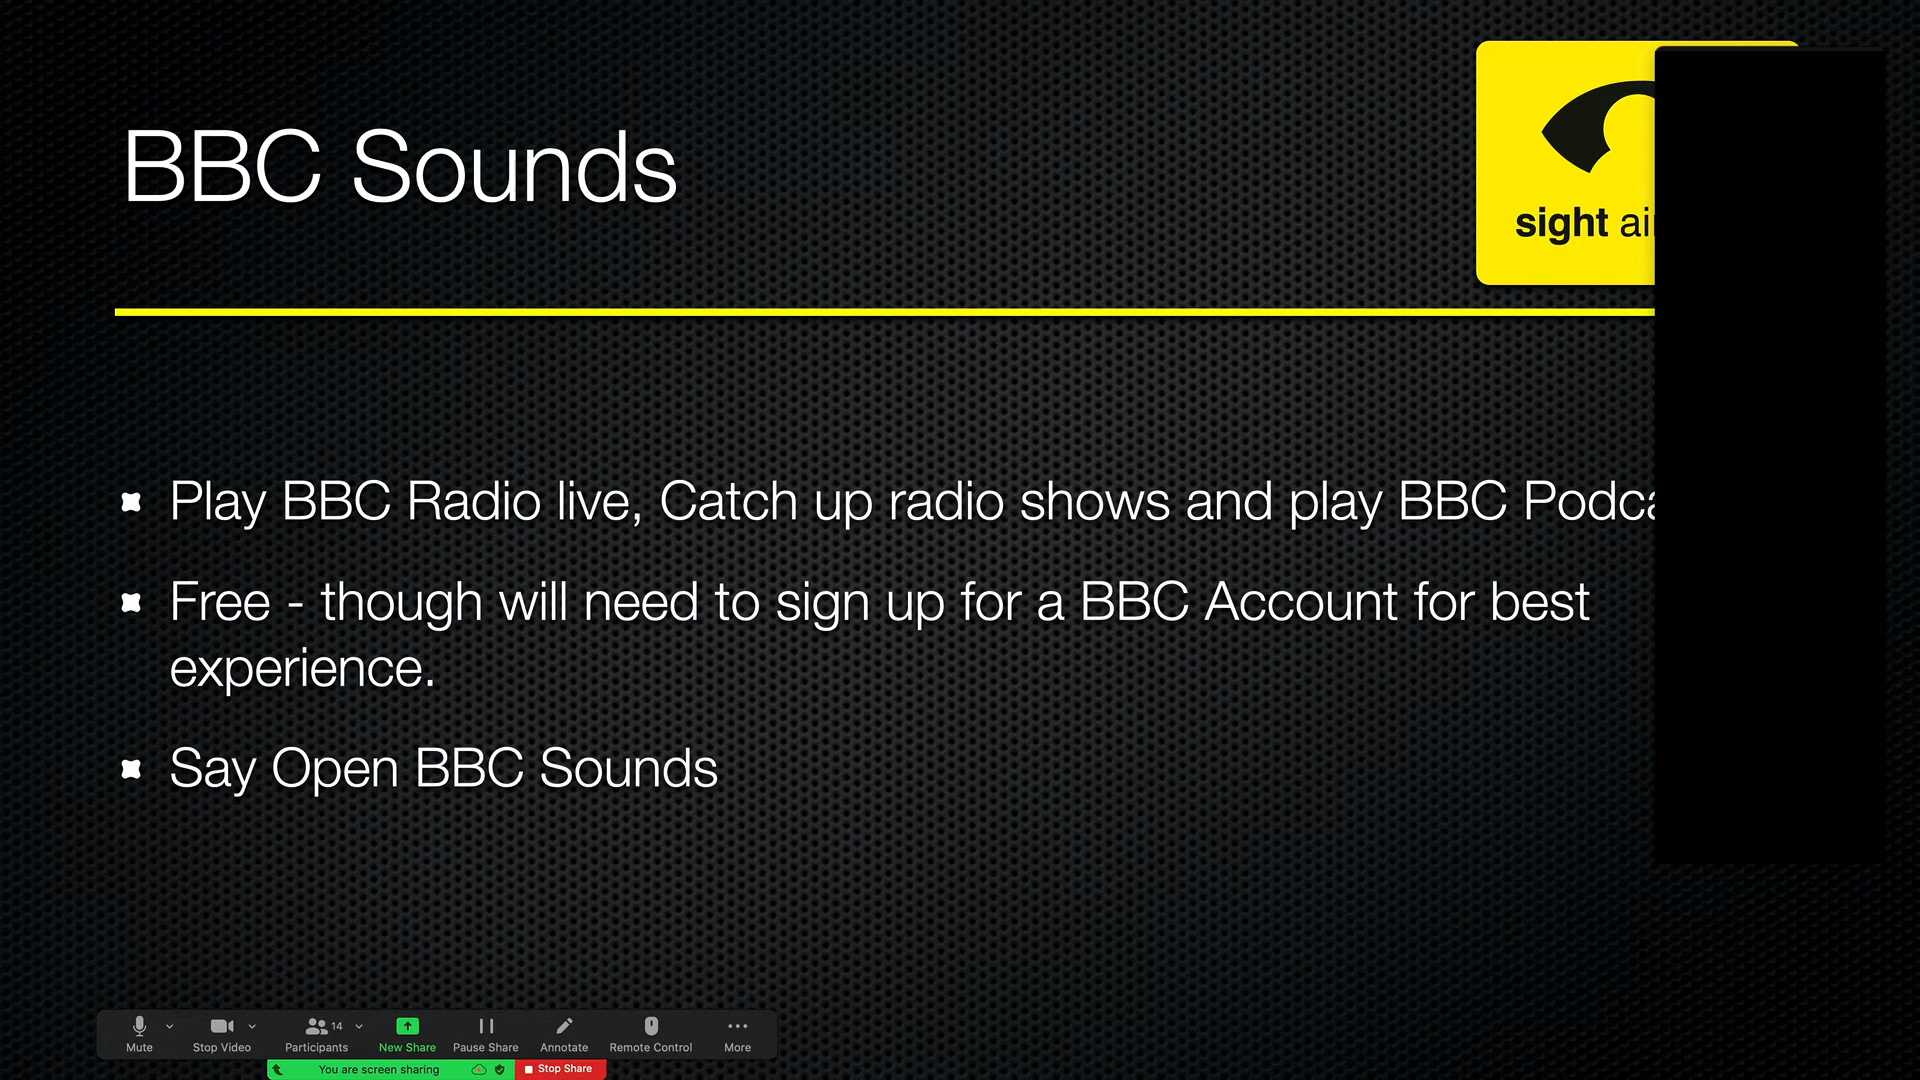 BBC Sounds
sight
Play BBC Radio live, Catch up radio shows and play BBC
Free - though will need to sign up for a BBC Account for best
experience.
Say Open BBC Sounds
14
Mute
Stop Video
Participants
New Share
Pause Share
Annotate
Remote Control
More
You are screen sharing
Stop Share